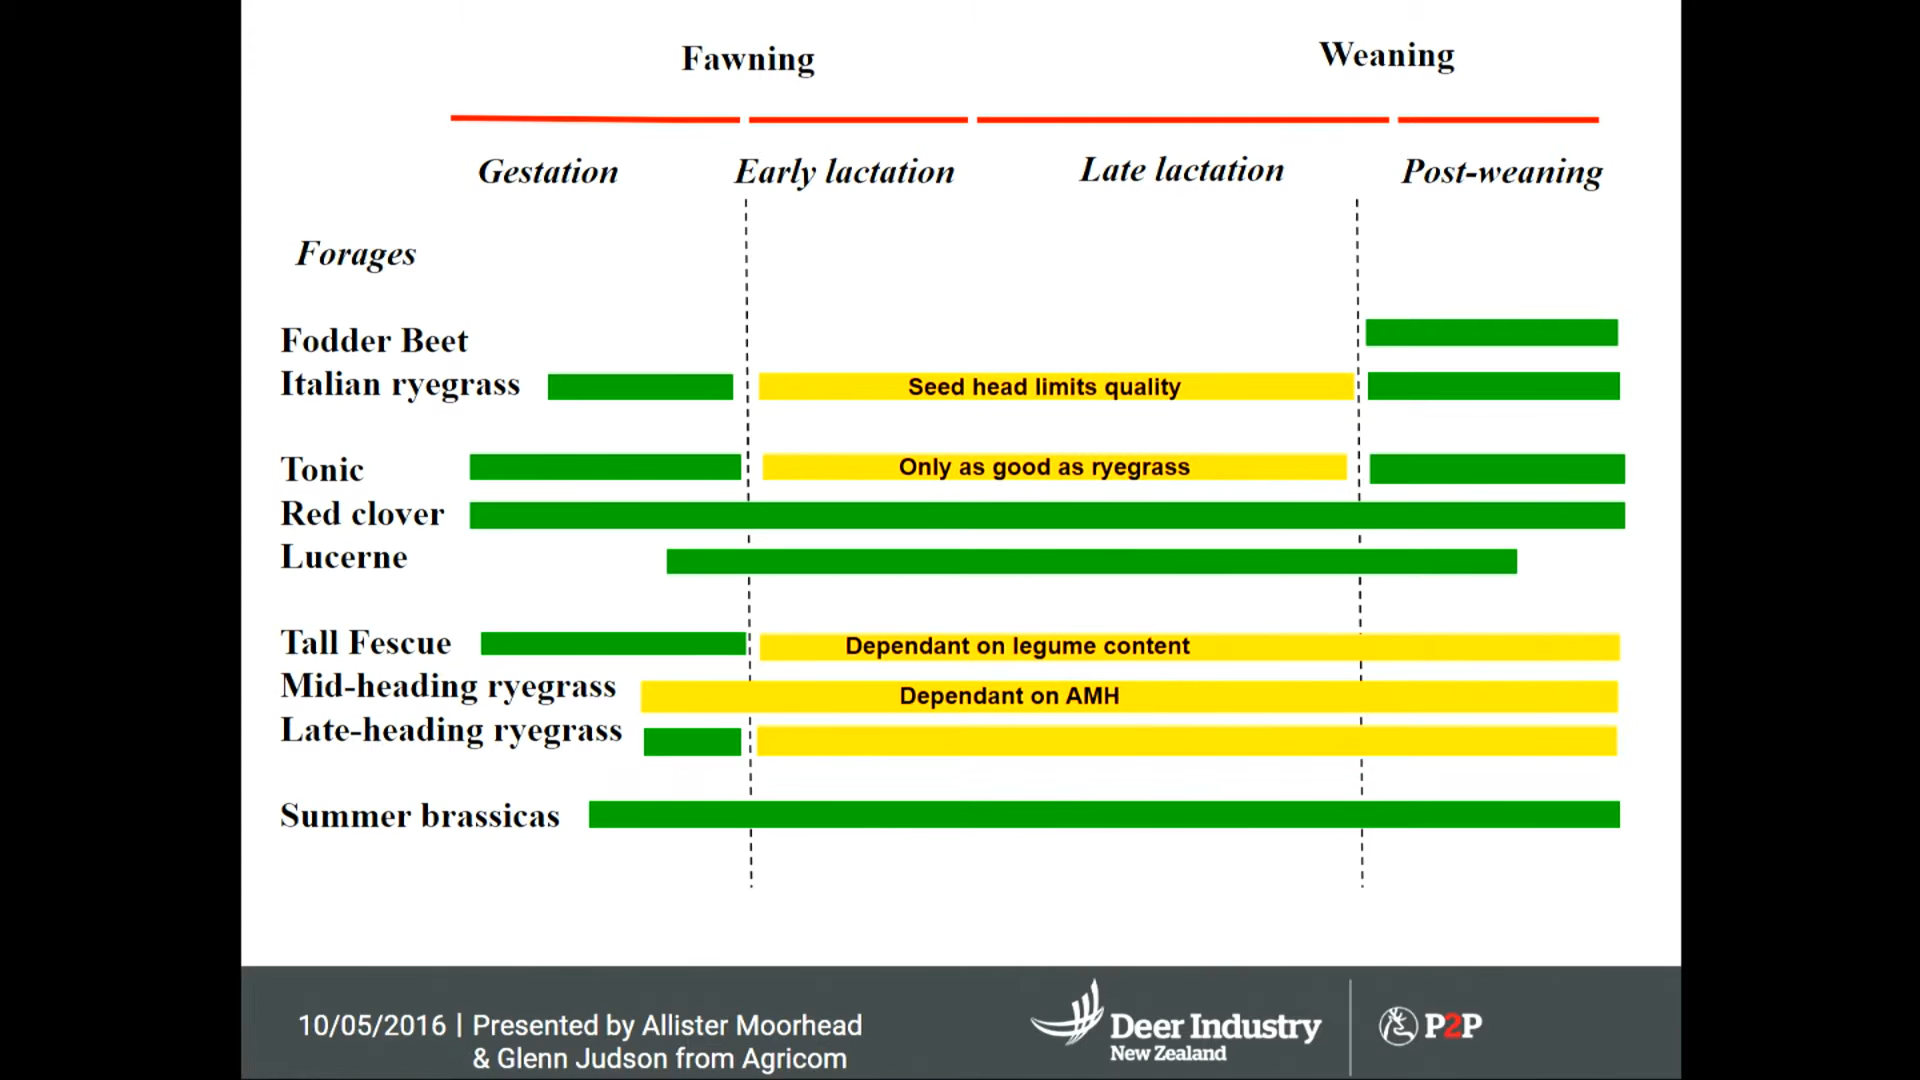 Fawning
Weaning
Gestation
Early lactation
Late lactation
Post-weaning
Forages
Fodder Beet
Italian ryegrass
Seed head limits quality
Tonic
Only as good as ryegrass
Red clover
Lucerne
Tall Fescue
Dependant on legume content
Mid-heading ryegrass
Dependant on AMH
Late-heading ryegrass
Summer brassicas
10/05/2016 | Presented by Allister Moorhead
& Glenn Judson from Agricom
Deer Industry
New Zealand
P2P